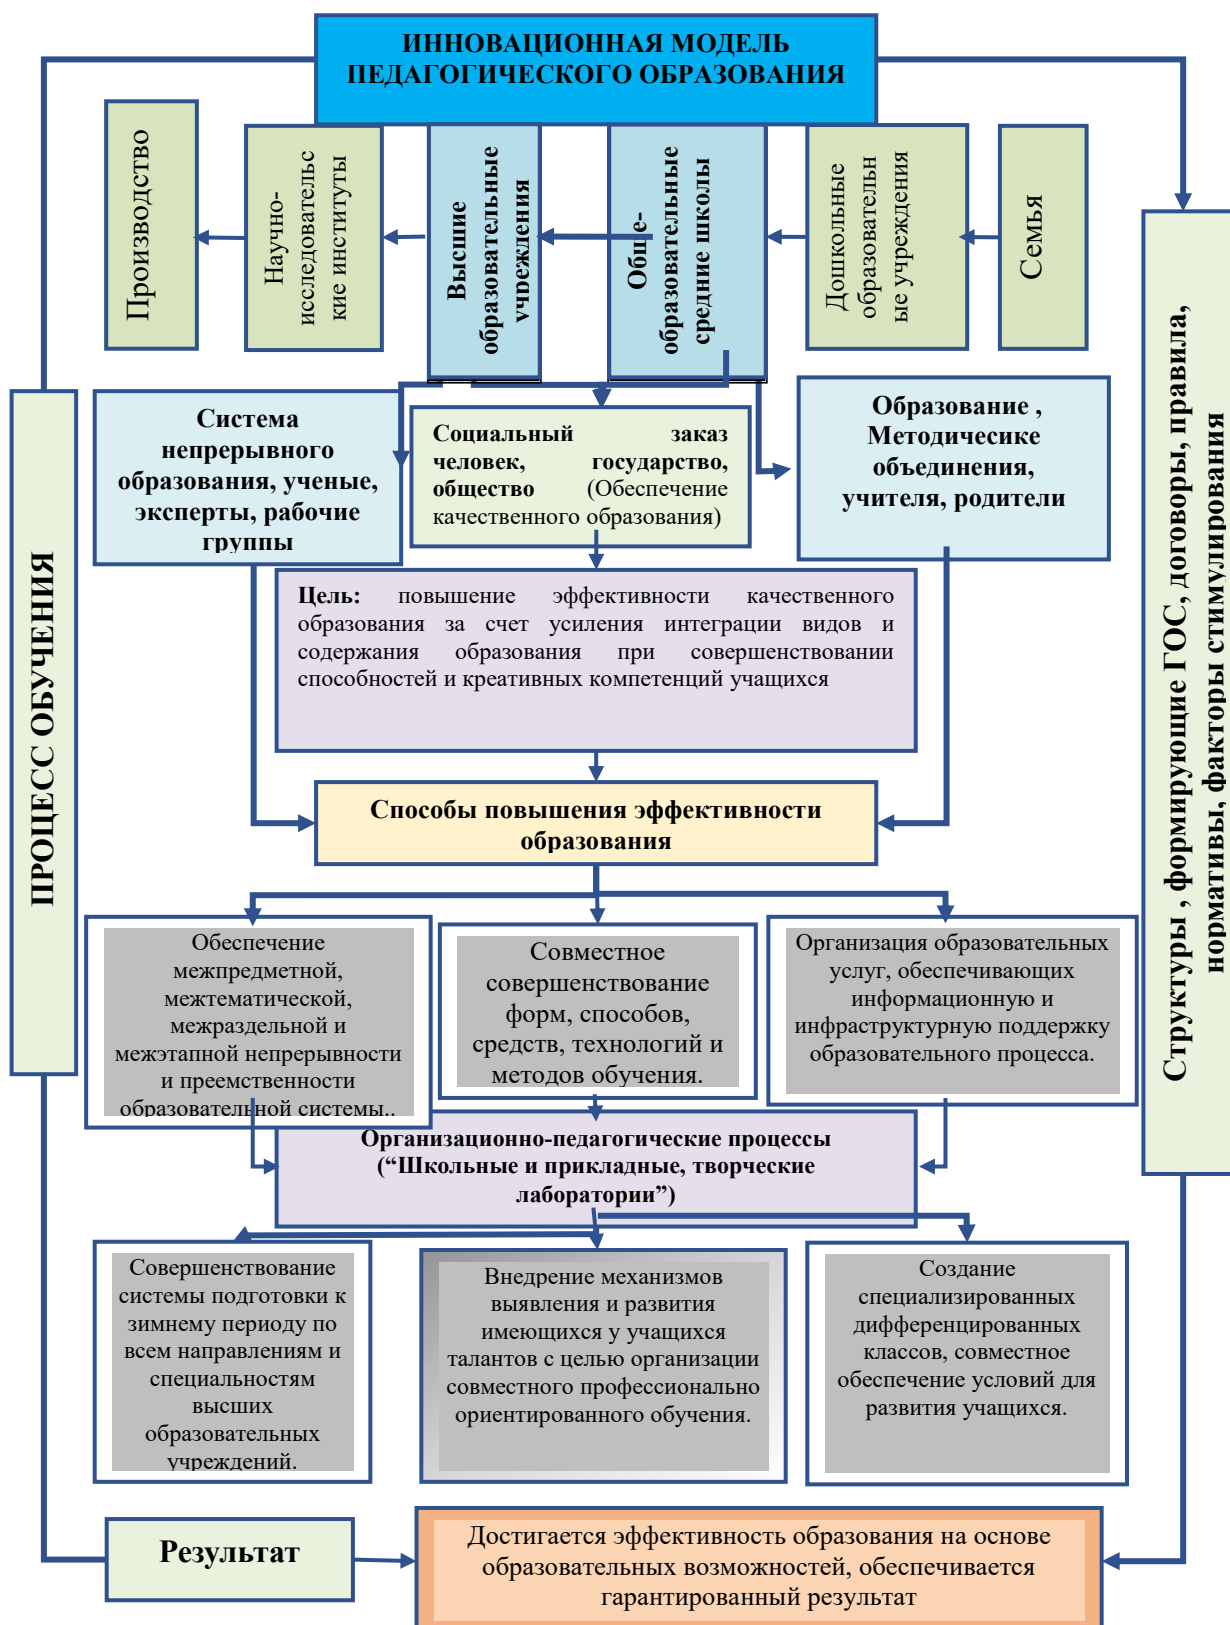 ИННОВАЦИОННАЯ МОДЕЛЬ
ПЕДАГОГИЧЕСКОГО ОБРАЗОВАНИЯ
Производство
Научно-
исследовательс
кие институты
Высшие
образовательные
учреждения
Обще-
образовательные
средние школы
Дошкольные
образовательн
ые учреждения
Семья
ПРОЦЕСС ОБУЧЕНИЯ
Структуры , формирующие ГОС, договоры, правила,
нормативы, факторы стимулирования
Система
непрерывного
образования, ученые,
эксперты, рабочие
группы
Социальный заказ
человек, государство,
общество (Обеспечение
качественного образования)
Образование ,
Методичесике
объединения,
учителя, родители
Цель: повышение эффективности качественного
образования за счет усиления интеграции видов и
содержания образования при совершенствовании
способностей и креативных компетенций учащихся
Способы повышения эффективности
образования
Обеспечение
межпредметной,
межтематической,
межраздельной и
межэтапной непрерывности
и преемственности
образовательной системы..
Совместное
совершенствование
форм, способов,
средств, технологий и
методов обучения.
Организация образовательных
услуг, обеспечивающих
информационную и
инфраструктурную поддержку
образовательного процесса.
Организационно-педагогические процессы
(“Школьные и прикладные, творческие
лаборатории”)
Совершенствование
системы подготовки к
зимнему периоду по
всем направлениям и
специальностям
высших
образовательных
учреждений.
Внедрение механизмов
выявления и развития
имеющихся у учащихся
талантов с целью организации
совместного профессионально
ориентированного обучения.
Создание
специализированных
дифференцированных
классов, совместное
обеспечение условий для
развития учащихся.
Результат
Достигается эффективность образования на основе
образовательных возможностей, обеспечивается
гарантированный результат